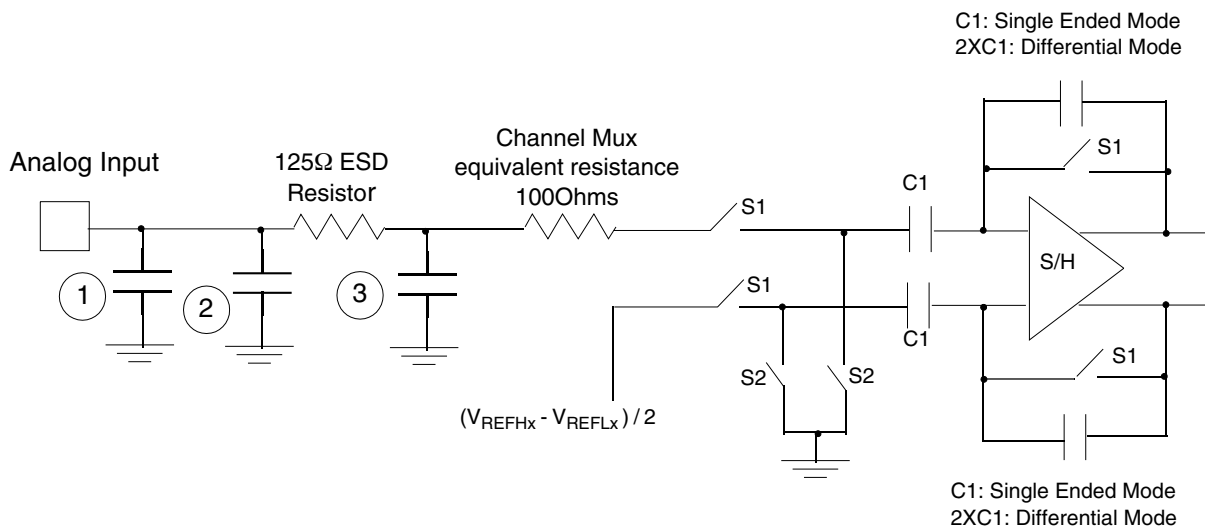 C1: Single Ended Mode
2XC1: Differential Mode
Analog Input
125Ω ESD
Resistor
Channel Mux
equivalent resistance
100Ohms
S1
C1
S1
S/H
1
2
3
S1
C1
S1
S2
S2
(VREFHx - VREFLx ) / 2
C1: Single Ended Mode
2XC1: Differential Mode